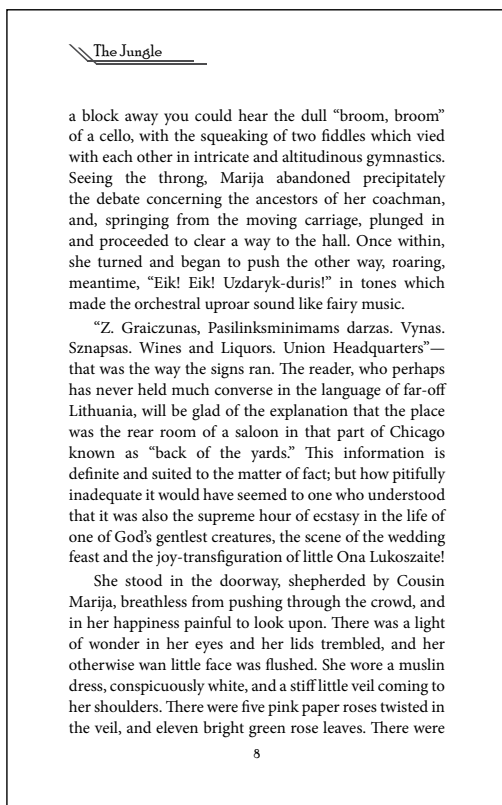 The Jungle
a block away you could hear the dull “broom, broom”
of a cello, with the squeaking of two fiddles which vied
with each other in intricate and altitudinous gymnastics.
Seeing the throng, Marija abandoned precipitately
the debate concerning the ancestors of her coachman,
and, springing from the moving carriage, plunged in
and proceeded to clear a way to the hall. Once within,
she turned and began to push the other way, roaring,
meantime, “Eik! Eik! Uzdaryk-duris!” in tones which
made the orchestral uproar sound like fairy music.
“Z. Graiczunas, Pasilinksminimams darzas. Vynas.
Sznapsas. Wines and Liquors. Union Headquarters”—
that was the way the signs ran. The reader, who perhaps
has never held much converse in the language of far-off
Lithuania, will be glad of the explanation that the place
was the rear room of a saloon in that part of Chicago
known as “back of the yards.” This information is
definite and suited to the matter of fact; but how pitifully
inadequate it would have seemed to one who understood
that it was also the supreme hour of ecstasy in the life of
one of God’s gentlest creatures, the scene of the wedding
feast and the joy-transfiguration of little Ona Lukoszaite!
She stood in the doorway, shepherded by Cousin
Marija, breathless from pushing through the crowd, and
in her happiness painful to look upon. There was a light
of wonder in her eyes and her lids trembled, and her
otherwise wan little face was flushed. She wore a muslin
dress, conspicuously white, and a stiff little veil coming to
her shoulders. There were five pink paper roses twisted in
the veil, and eleven bright green rose leaves. There were
8